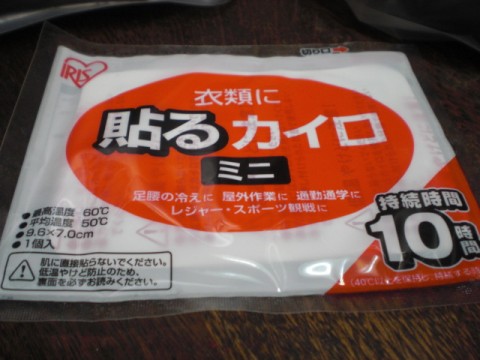 切り口
IRIS
衣類に
貼るカイロ
ミニ
足腰の冷えに 屋外作業に 通勤通学に
レジャー・スポーツ観戦に
●最高温度 60℃
●平均温度 50℃
●9.6×7.0cm
●1個入
持続時間
10時間
肌に直接貼らないでください。
低温やけど防止のため、
裏面を必ずお読みください。